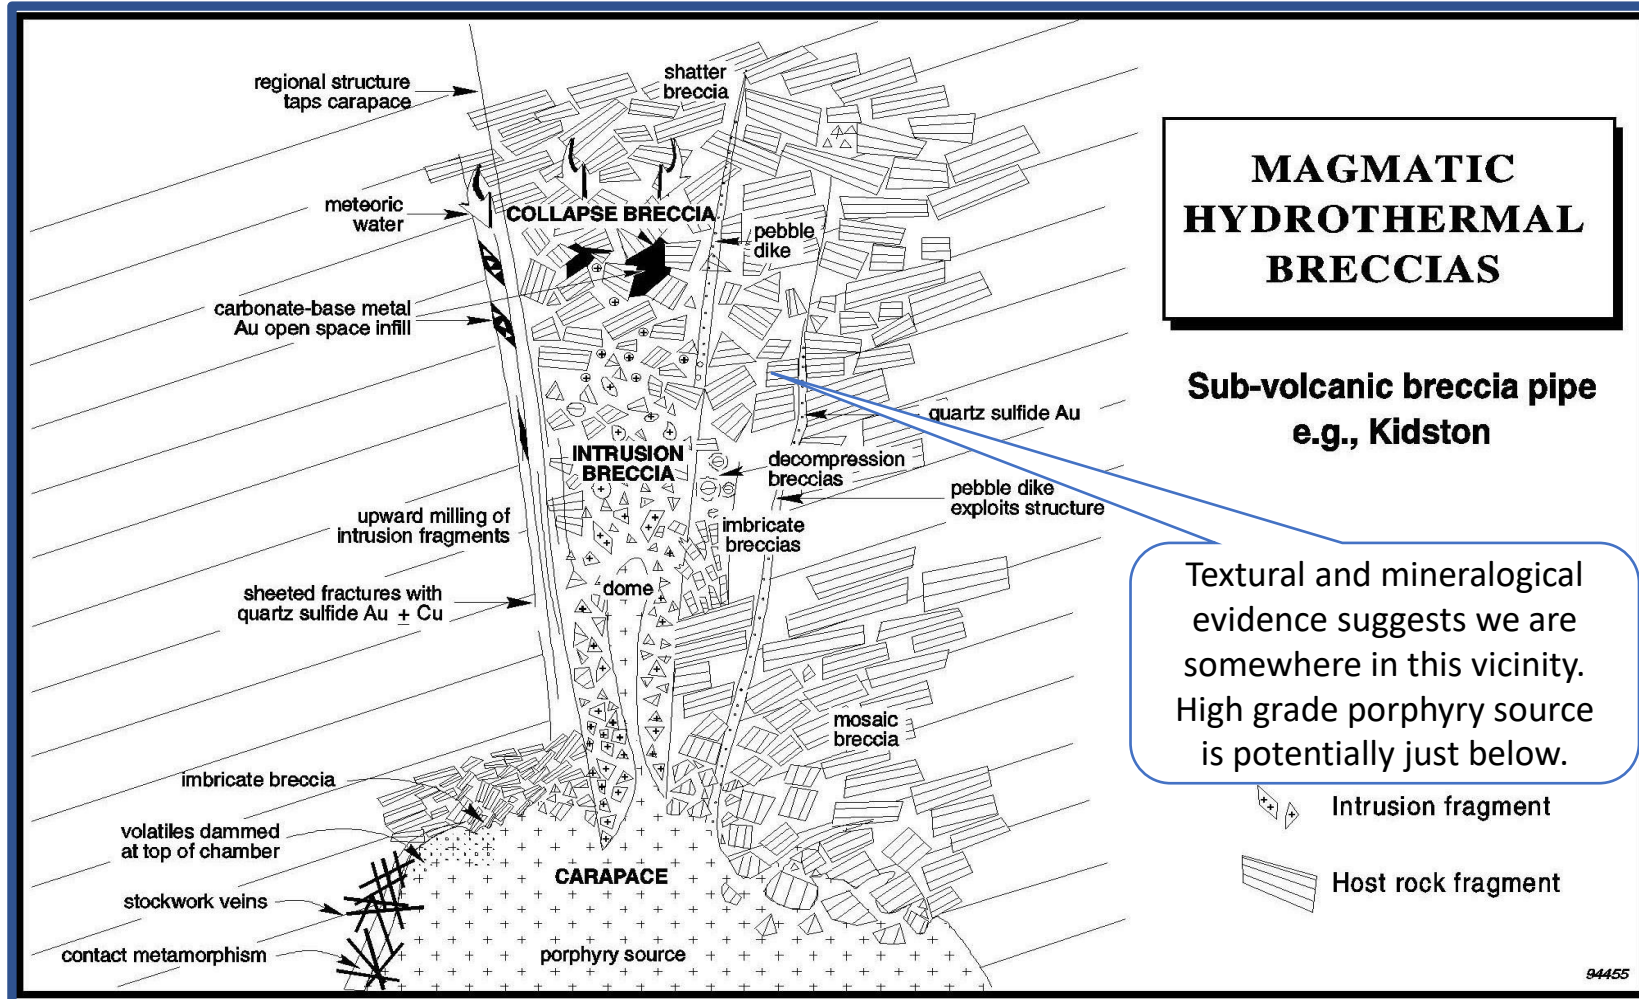 regional structure
taps carapace
shatter
breccia
meteoric
water
COLLAPSE BRECCIA
pebble
dike
carbonate-base metal
Au open space infill
quartz sulfide Au
INTRUSION
BRECCIA
decompression
breccias
pebble dike
exploits structure
upward milling of
intrusion fragments
imbricate
breccias
sheeted fractures with
quartz sulfide Au ± Cu
dome
mosaic
breccia
imbricate breccia
volatiles dammed
at top of chamber
CARAPACE
stockwork veins
contact metamorphism
porphyry source
MAGMATIC
HYDROTHERMAL
BRECCIAS
Sub-volcanic breccia pipe
e.g., Kidston
Textural and mineralogical
evidence suggests we are
somewhere in this vicinity.
High grade porphyry source
is potentially just below.
Intrusion fragment
Host rock fragment
94455